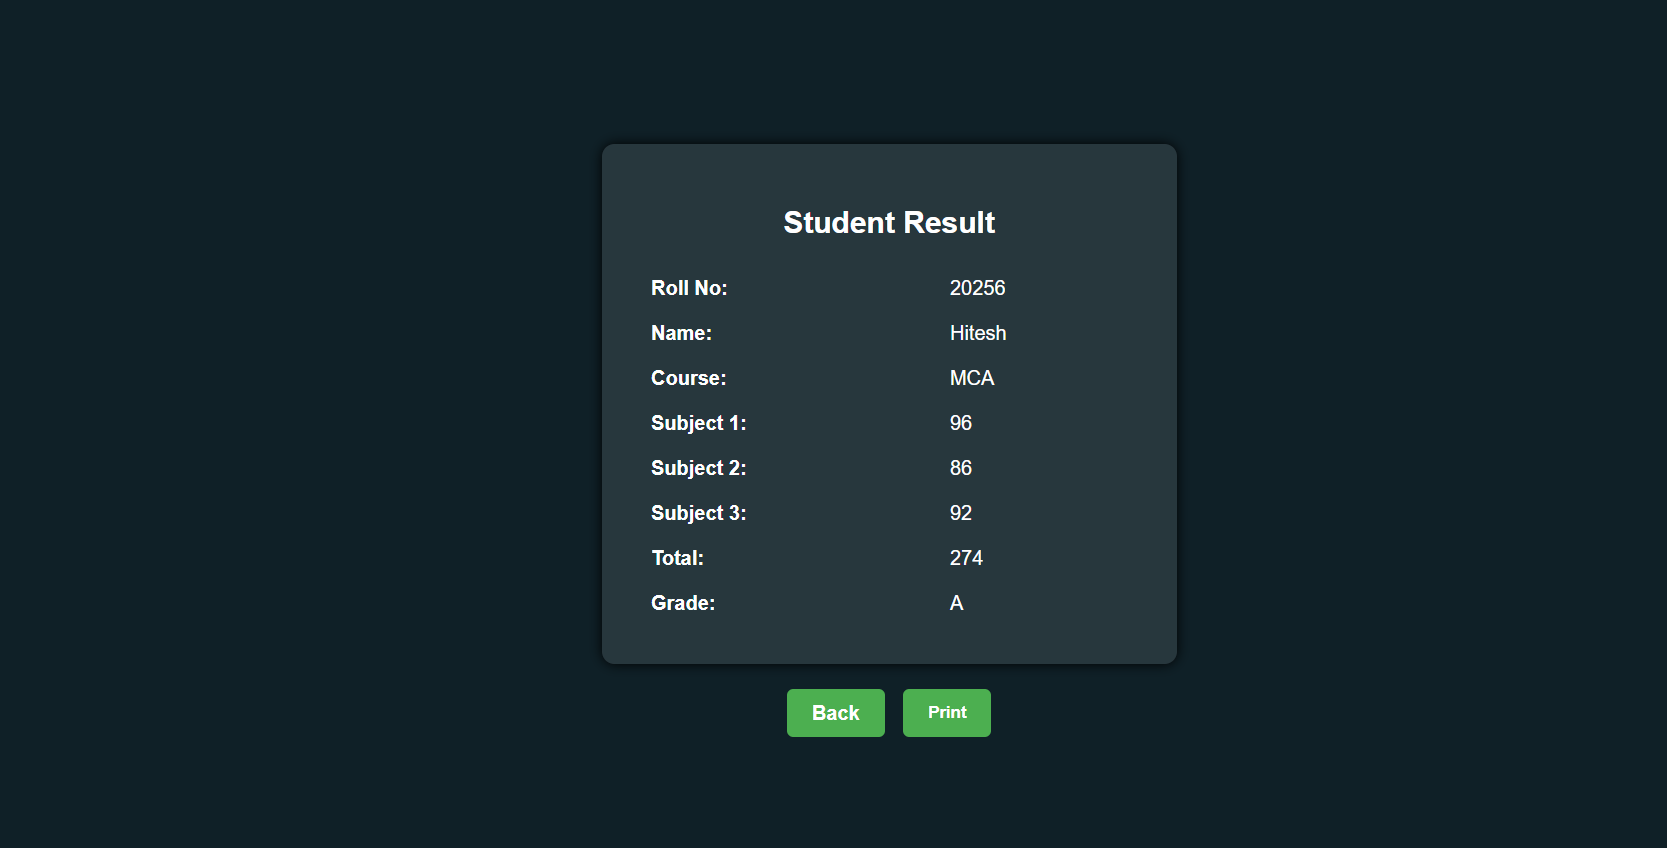 Student Result
Roll No: 20256
Name: Hitesh
Course: MCA
Subject 1: 96
Subject 2: 86
Subject 3: 92
Total: 274
Grade: A
Back Print